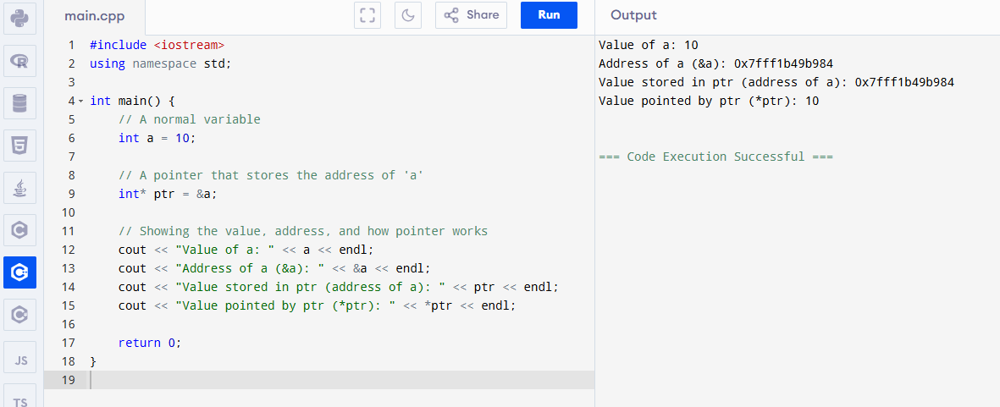 main.cpp
Share
Run
Output
1 #include <iostream>
2 using namespace std;
3
4 int main() {
5     // A normal variable
6     int a = 10;
7
8     // A pointer that stores the address of 'a'
9     int* ptr = &a;
10
11     // Showing the value, address, and how pointer works
12     cout << "Value of a: " << a << endl;
13     cout << "Address of a (&a): " << &a << endl;
14     cout << "Value stored in ptr (address of a): " << ptr << endl;
15     cout << "Value pointed by ptr (*ptr): " << *ptr << endl;
16
17     return 0;
18 }
19
Value of a: 10
Address of a (&a): 0x7fff1b49b984
Value stored in ptr (address of a): 0x7fff1b49b984
Value pointed by ptr (*ptr): 10
=== Code Execution Successful ===
R
5
C
C
C
JS
TS